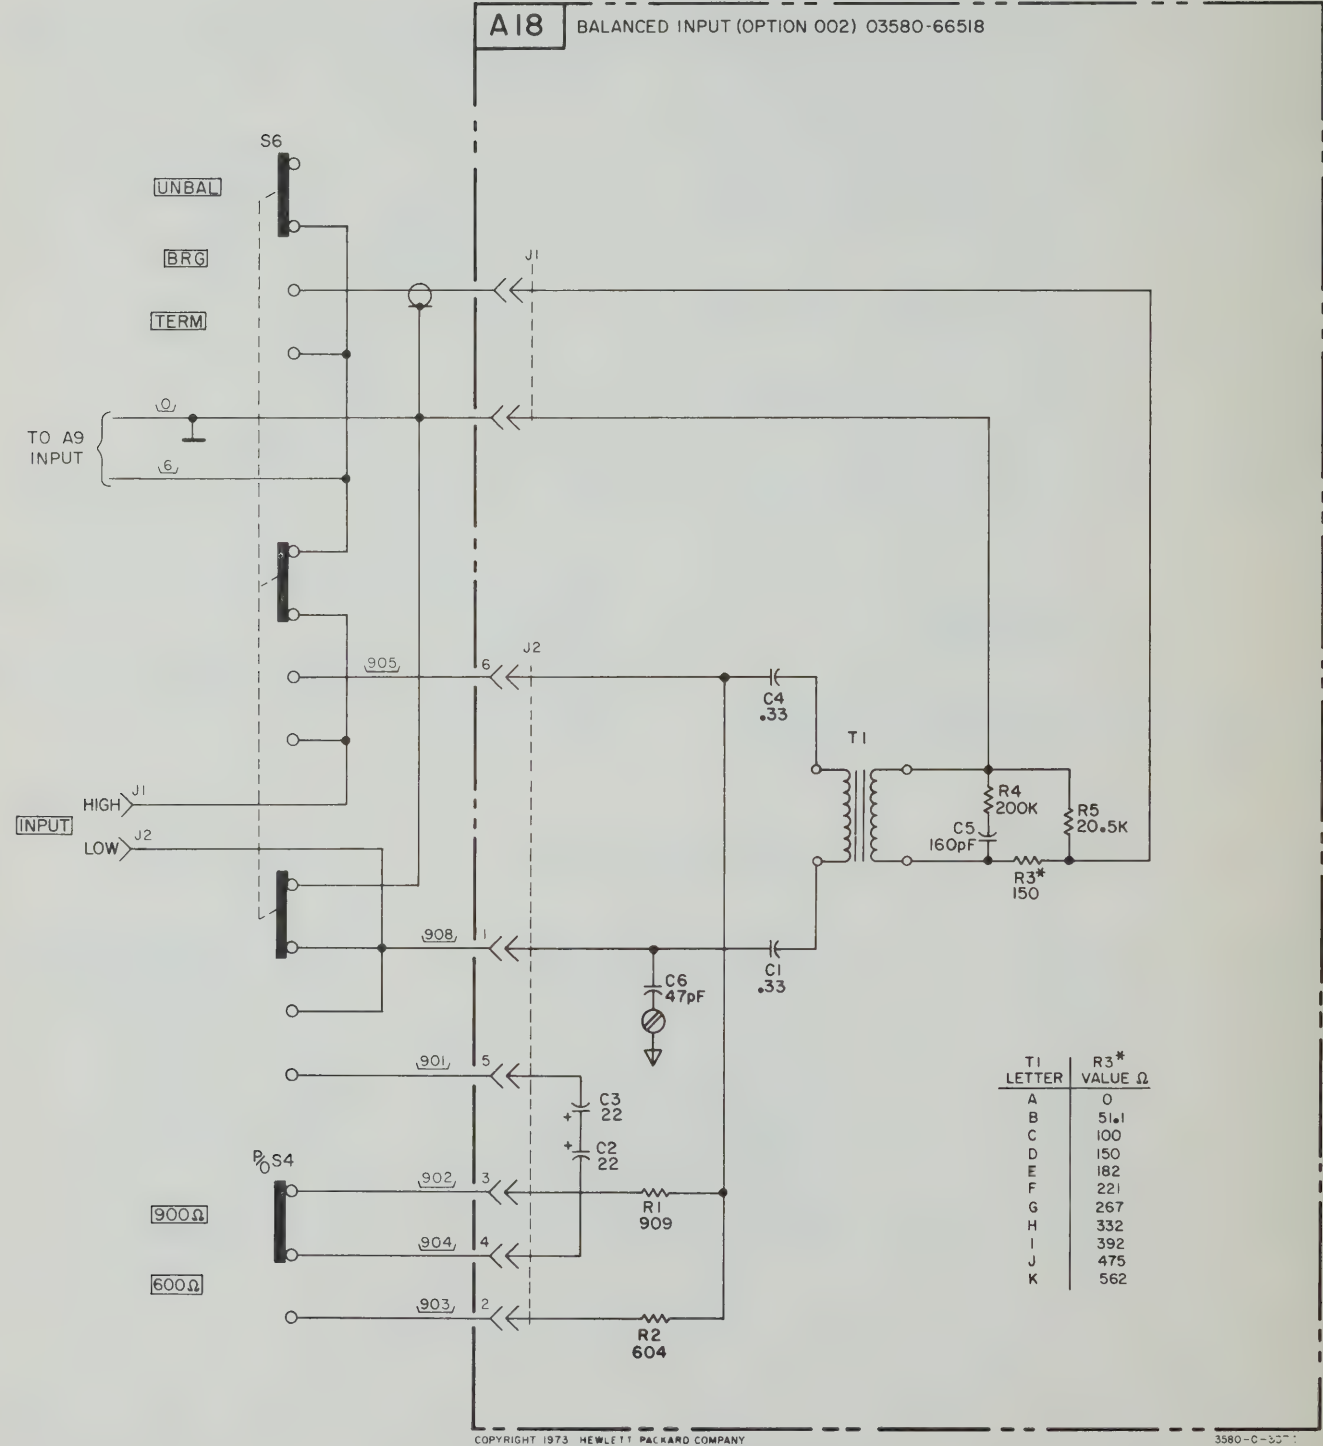 A18 BALANCED INPUT (OPTION 002) 03580-66518
S6
UNBAL
BRG
J1
TERM
0
TO A9
INPUT
6
905
6
J2
C4
.33
T1
HIGH J1
INPUT
LOW J2
R4
200K
R5
20.5K
C5
160pF
R3*
150
908
1
C1
.33
C6
47pF
901
5
C3
+ 22
+ C2
22
P/O S4
902
3
R1
909
900Ω
904
4
600Ω
903
2
R2
604
T1 LETTER R3* VALUE Ω
A 0
B 51.1
C 100
D 150
E 182
F 221
G 267
H 332
I 392
J 475
K 562
COPYRIGHT 1973 HEWLETT PACKARD COMPANY
3580-C-